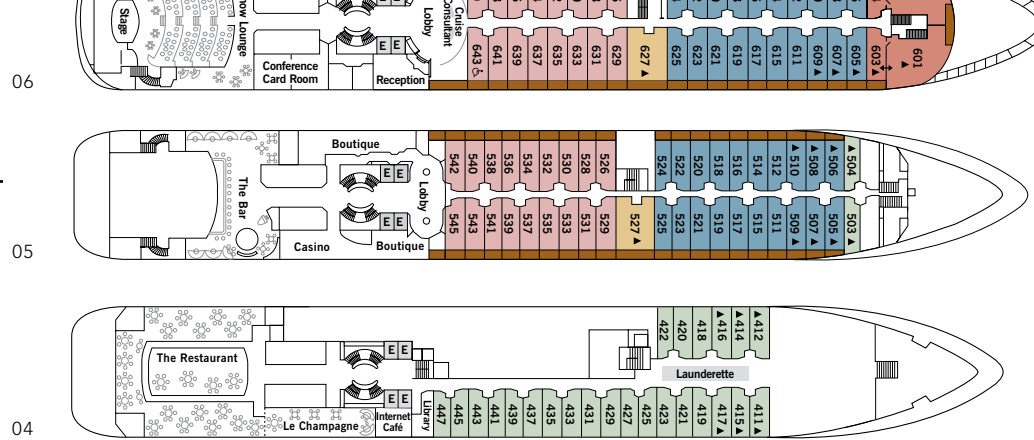 Stage
how Lounge
Lobby
Cruise
Consultant
Conference
Card Room
E E
Reception
643 641 639 637 635 633 631 629 627 625 623 621 619 617 615 611 609 607 605 603 601
06
Boutique
E E
542 540 538 536 534 532 530 528 526 524 522 520 518 516 514 512 510 508 506 504
The Bar
Lobby
E E
Casino
Boutique
545 543 541 539 537 535 533 531 529 527 525 523 521 519 517 515 511 509 507 505 503
05
422 420 418 416 414 412
The Restaurant
E E
Launderette
E E
Le Champagne
Internet
Café
Library
447 445 443 441 439 437 435 433 431 429 427 425 423 421 419 417 415 411
04